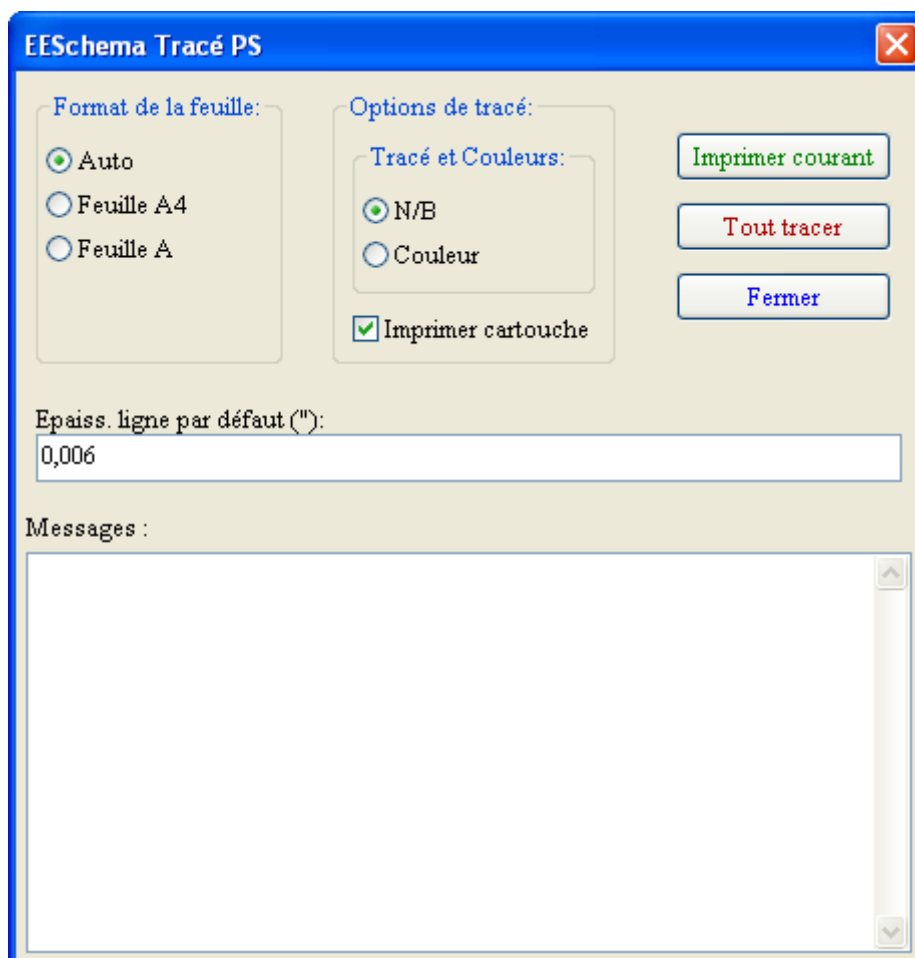 EESchema Tracé PS
Format de la feuille:
Auto
Feuille A4
Feuille A
Options de tracé:
Tracé et Couleurs:
N/B
Couleur
Imprimer cartouche
Imprimer courant
Tout tracer
Fermer
Epaiss. ligne par défaut ("):
0,006
Messages :